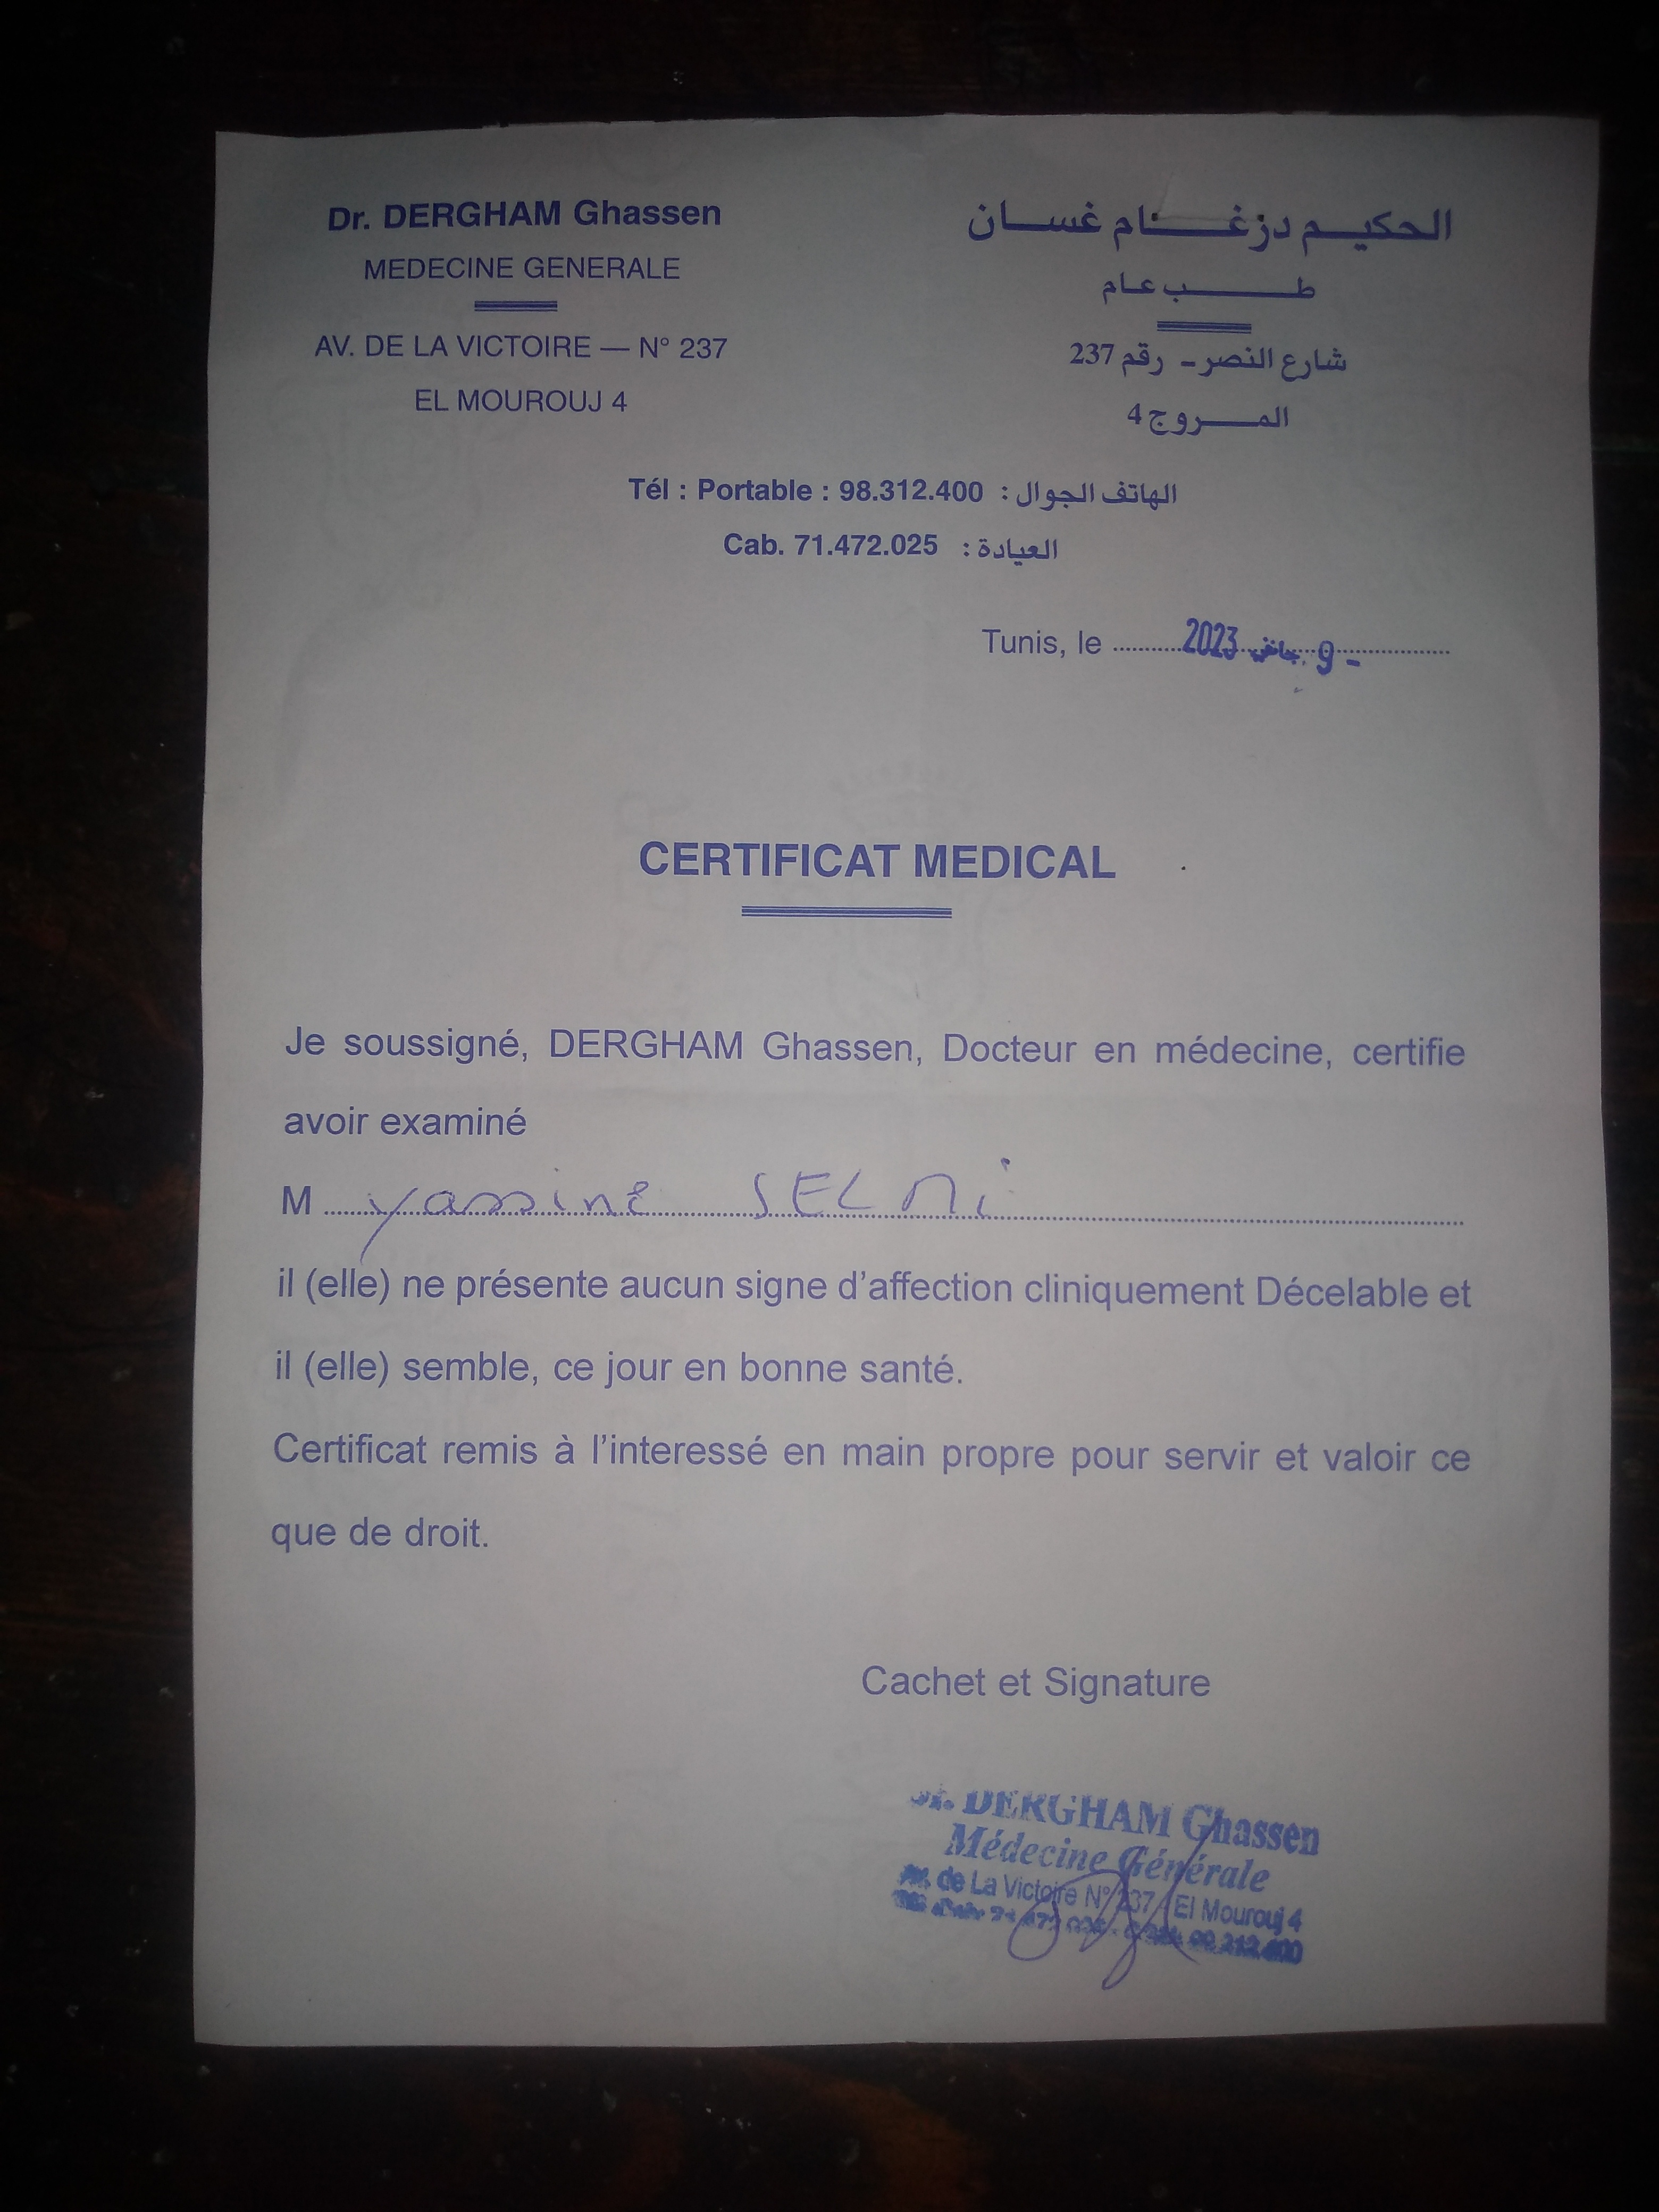 Dr. DERGHAM Ghassen
MEDECINE GENERALE
AV. DE LA VICTOIRE — N° 237
EL MOUROUJ 4
الحكيم درغام غسان
طب عام
شارع النصر - رقم 237
المروج 4
Tél : Portable : 98.312.400 : الهاتف الجوال
Cab. 71.472.025 : العيادة
Tunis, le 2023 جانفي 9 -
CERTIFICAT MEDICAL
Je soussigné, DERGHAM Ghassen, Docteur en médecine, certifie
avoir examiné
M yassine SELMi
il (elle) ne présente aucun signe d'affection cliniquement Décelable et
il (elle) semble, ce jour en bonne santé.
Certificat remis à l'interessé en main propre pour servir et valoir ce
que de droit.
Cachet et Signature
Dr. DERGHAM Ghassen
Médecine Générale
Av. de La Victoire N° 237 El Mourouj 4